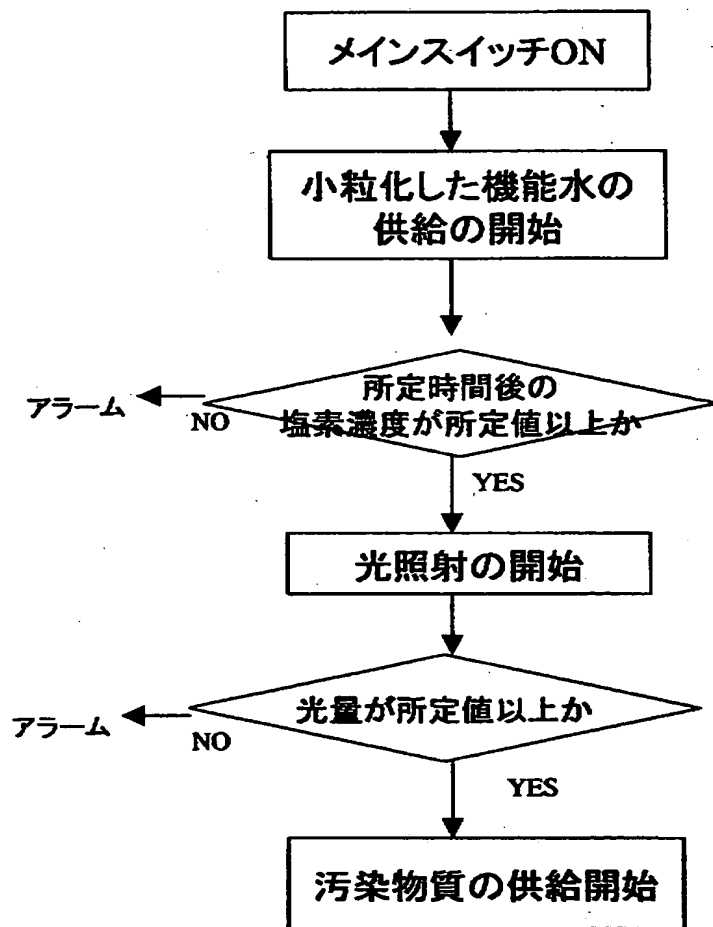 メインスイッチON
小粒化した機能水の
供給の開始
所定時間後の
塩素濃度が所定値以上か
アラーム
NO
YES
光照射の開始
光量が所定値以上か
アラーム
NO
YES
汚染物質の供給開始